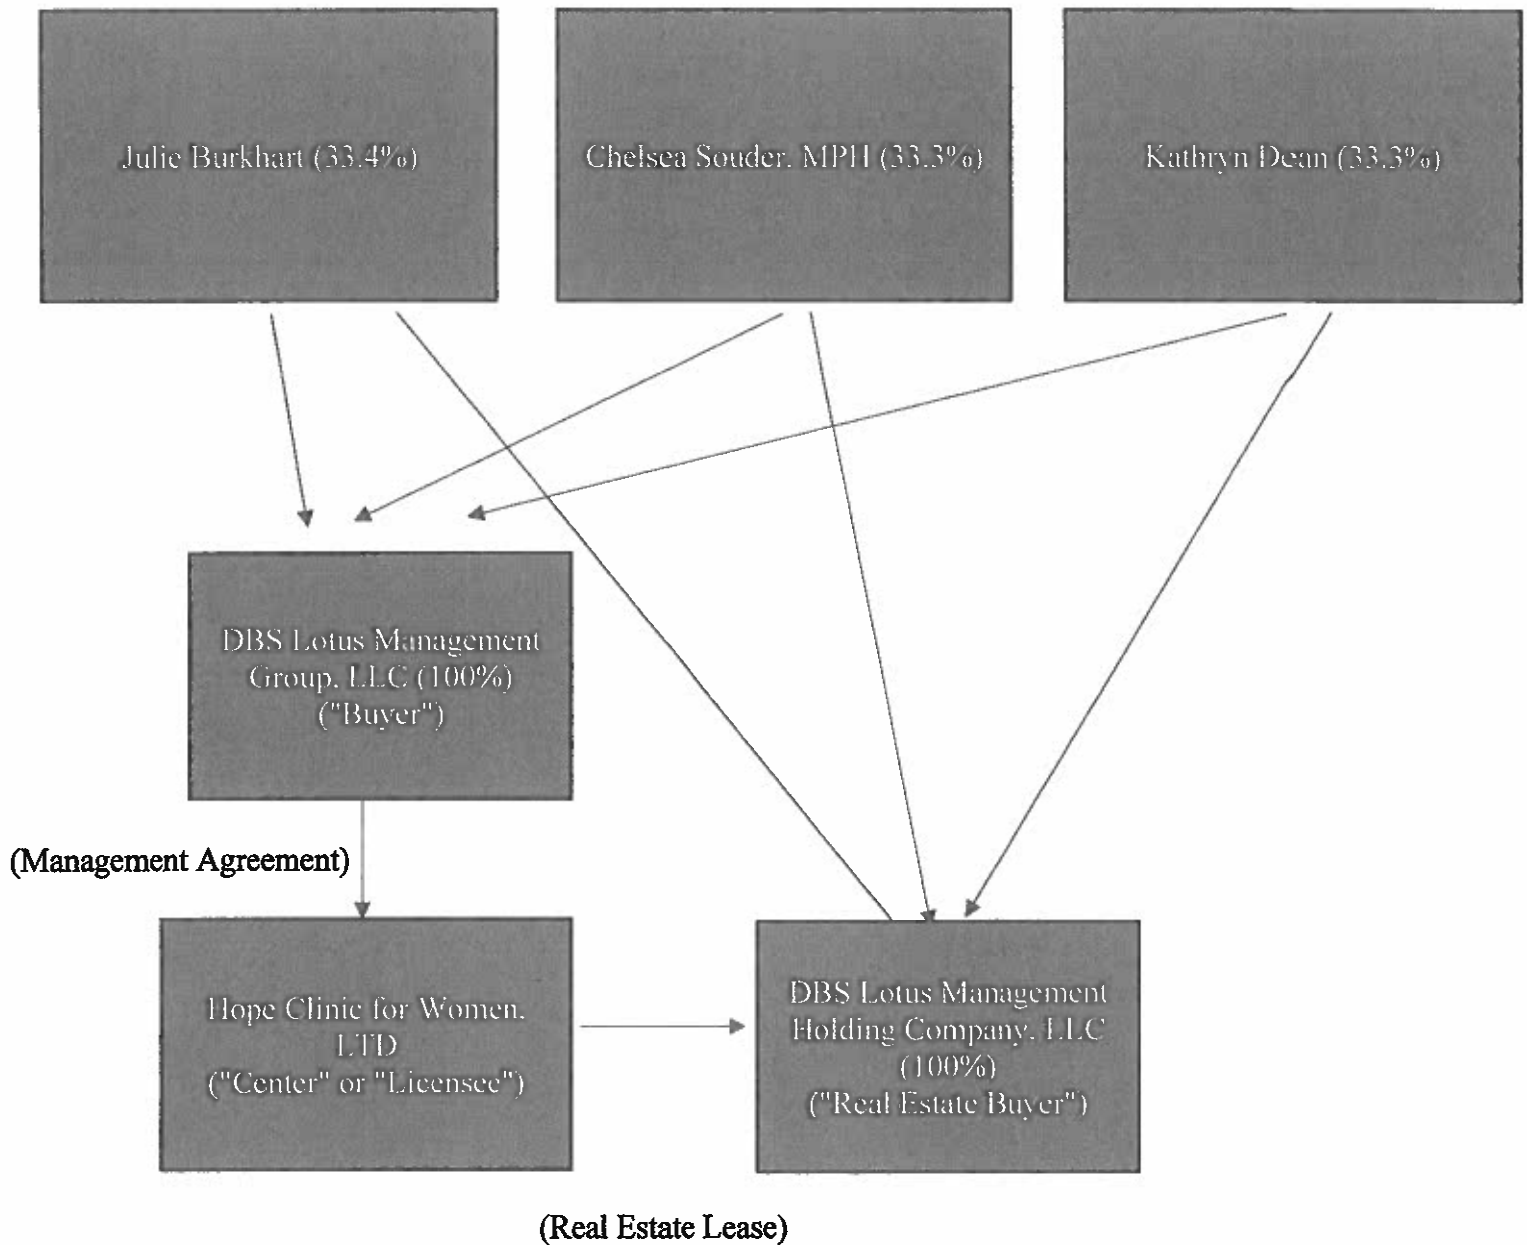 Julie Burkhart (33.4%)
Chelsea Souder, MPH (33.3%)
Kathryn Dean (33.3%)
DBS Lotus Management
Group, LLC (100%)
("Buyer")
(Management Agreement)
Hope Clinic for Women,
LTD
("Center" or "Licensee")
DBS Lotus Management
Holding Company, LLC
(100%)
("Real Estate Buyer")
(Real Estate Lease)